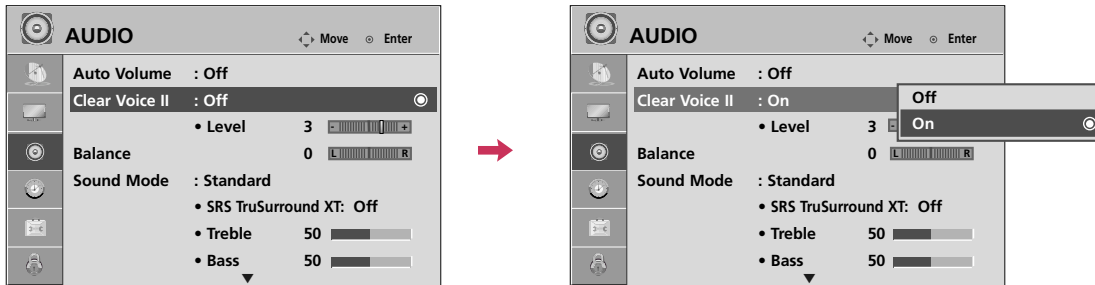 AUDIO
Move
Enter
Auto Volume : Off
Clear Voice II : Off
• Level 3 - +
Balance 0 L R
Sound Mode : Standard
• SRS TruSurround XT: Off
• Treble 50
• Bass 50
AUDIO
Move
Enter
Auto Volume : Off
Clear Voice II : On
Off
On
• Level 3 -
Balance 0 L R
Sound Mode : Standard
• SRS TruSurround XT: Off
• Treble 50
• Bass 50